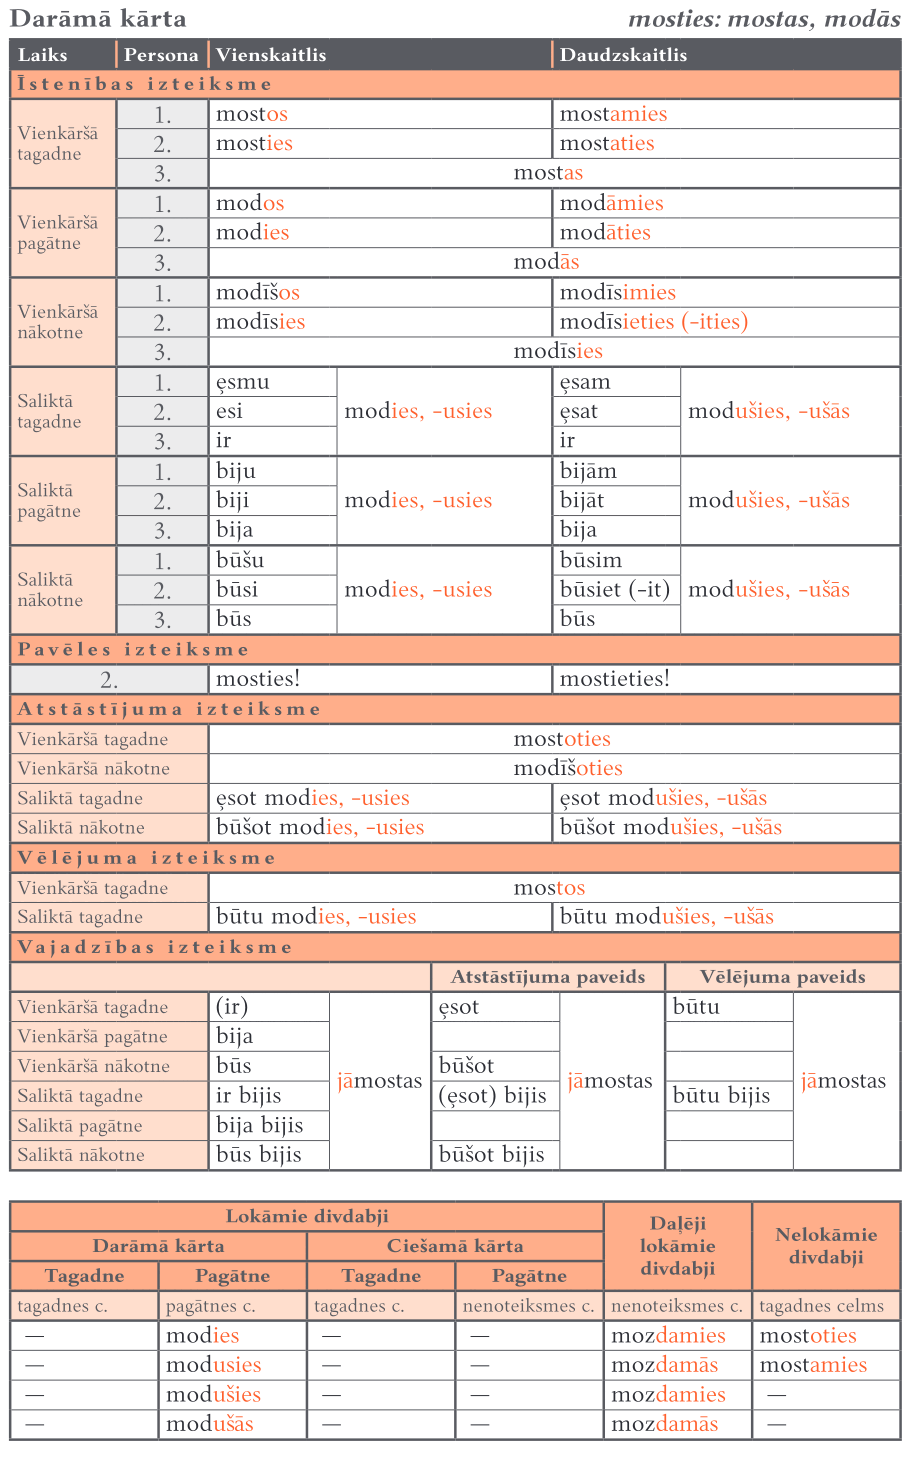 Darāmā kārta mosties: mostas, modās
Laiks Persona Vienskaitlis Daudzskaitlis
Īstenības izteiksme
Vienkāršā tagadne
1. mostos mostamies
2. mosties mostaties
3. mostas
Vienkāršā pagātne
1. modos modāmies
2. modies modāties
3. modās
Vienkāršā nākotne
1. modīšos modīsimies
2. modīsies modīsieties (-ities)
3. modīsies
Saliktā tagadne
1. ȩsmu ȩsam
2. esi modies, -usies ȩsat modušies, -ušās
3. ir ir
Saliktā pagātne
1. biju bijām
2. biji modies, -usies bijāt modušies, -ušās
3. bija bija
Saliktā nākotne
1. būšu būsim
2. būsi modies, -usies būsiet (-it) modušies, -ušās
3. būs būs
Pavēles izteiksme
2. mosties! mostieties!
Atstāstījuma izteiksme
Vienkāršā tagadne mostoties
Vienkāršā nākotne modīšoties
Saliktā tagadne ȩsot modies, -usies ȩsot modušies, -ušās
Saliktā nākotne būšot modies, -usies būšot modušies, -ušās
Vēlējuma izteiksme
Vienkāršā tagadne mostos
Saliktā tagadne būtu modies, -usies būtu modušies, -ušās
Vajadzības izteiksme
Atstāstījuma paveids Vēlējuma paveids
Vienkāršā tagadne (ir) ȩsot būtu
Vienkāršā pagātne bija
Vienkāršā nākotne būs būšot
jāmostas jāmostas jāmostas
Saliktā tagadne ir bijis (ȩsot) bijis būtu bijis
Saliktā pagātne bija bijis
Saliktā nākotne būs bijis būšot bijis
Lokāmie divdabji Daļēji lokāmie divdabji Nelokāmie divdabji
Darāmā kārta Ciešamā kārta
Tagadne Pagātne Tagadne Pagātne
tagadnes c. pagātnes c. tagadnes c. nenoteiksmes c. nenoteiksmes c. tagadnes celms
— modies — — mozdamies mostoties
— modusies — — mozdamās mostamies
— modušies — — mozdamies —
— modušās — — mozdamās —